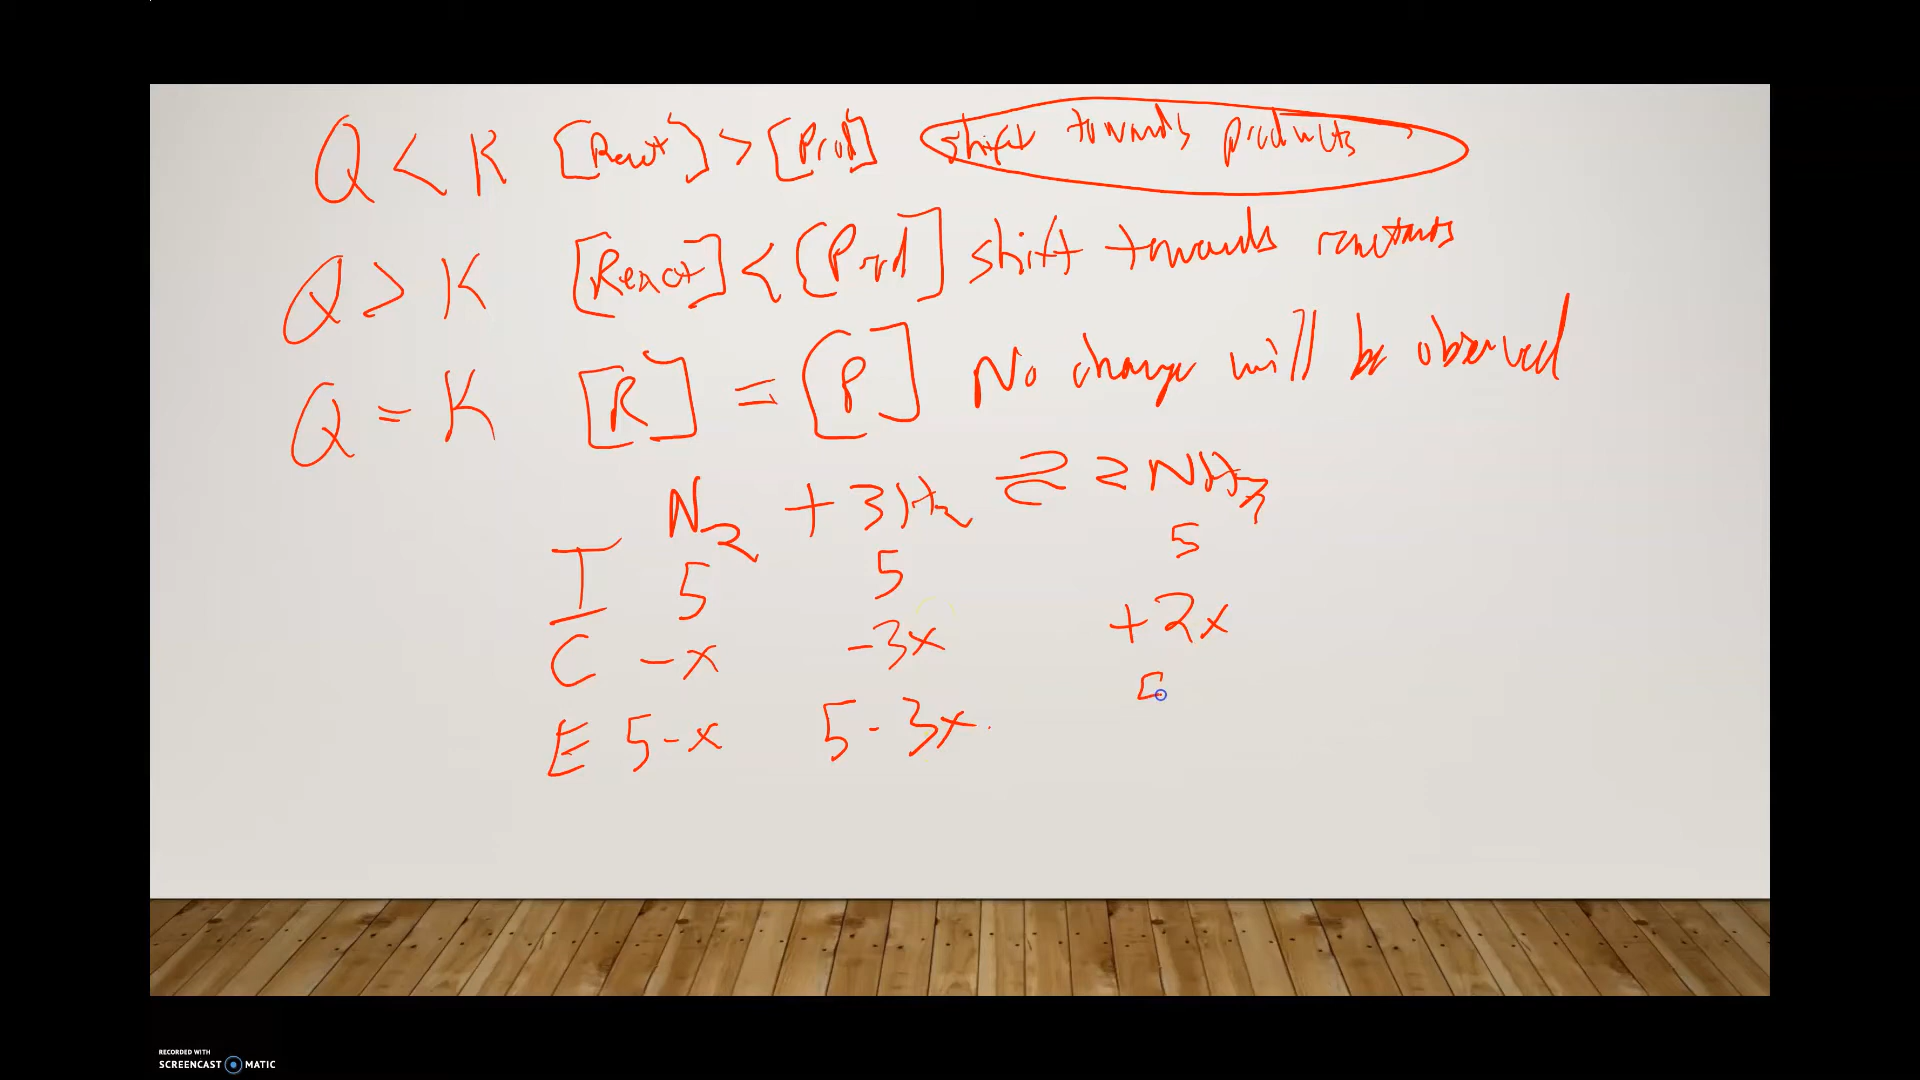 Q < K [React] > [Prod] shift towards products
Q > K [React] < [Prod] shift towards reactants
Q = K [R] = [P] No change will be observed
N₂ + 3H₂ ⇌ 2NH₃
I 5 5 5
C -x -3x +2x
E 5-x 5-3x 5
RECORDED WITH
SCREENCAST MATIC